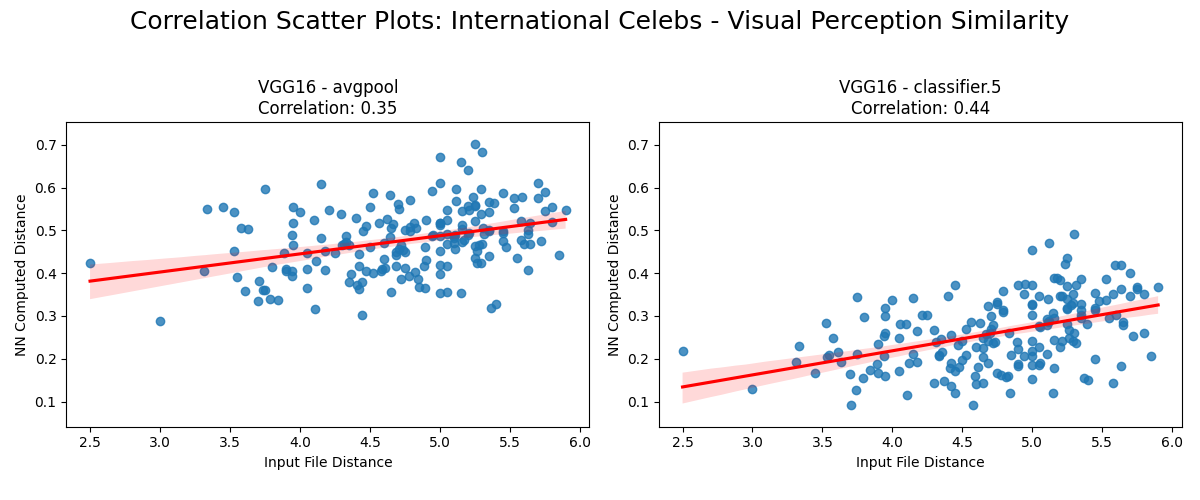 Correlation Scatter Plots: International Celebs - Visual Perception Similarity
VGG16 - avgpool
Correlation: 0.35
NN Computed Distance
0.7
0.6
0.5
0.4
0.3
0.2
0.1
2.5 3.0 3.5 4.0 4.5 5.0 5.5 6.0
Input File Distance
VGG16 - classifier.5
Correlation: 0.44
NN Computed Distance
0.7
0.6
0.5
0.4
0.3
0.2
0.1
2.5 3.0 3.5 4.0 4.5 5.0 5.5 6.0
Input File Distance